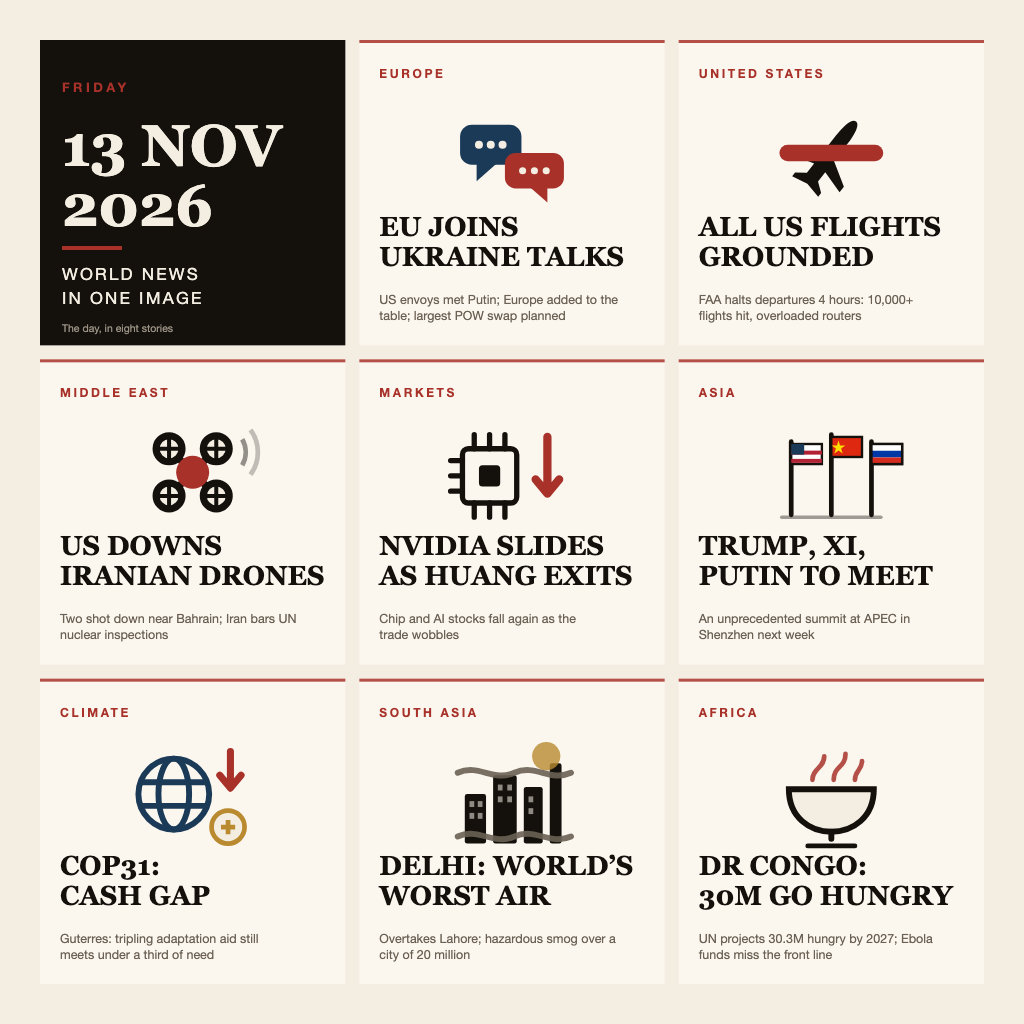 FRIDAY
13 NOV
2026
WORLD NEWS
IN ONE IMAGE
The day, in eight stories
EUROPE
EU JOINS
UKRAINE TALKS
US envoys met Putin; Europe added to the
table; largest POW swap planned
UNITED STATES
ALL US FLIGHTS
GROUNDED
FAA halts departures 4 hours: 10,000+
flights hit, overloaded routers
MIDDLE EAST
US DOWNS
IRANIAN DRONES
Two shot down near Bahrain; Iran bars UN
nuclear inspections
MARKETS
NVIDIA SLIDES
AS HUANG EXITS
Chip and AI stocks fall again as the
trade wobbles
ASIA
TRUMP, XI,
PUTIN TO MEET
An unprecedented summit at APEC in
Shenzhen next week
CLIMATE
COP31:
CASH GAP
Guterres: tripling adaptation aid still
meets under a third of need
SOUTH ASIA
DELHI: WORLD’S
WORST AIR
Overtakes Lahore; hazardous smog over a
city of 20 million
AFRICA
DR CONGO:
30M GO HUNGRY
UN projects 30.3M hungry by 2027; Ebola
funds miss the front line